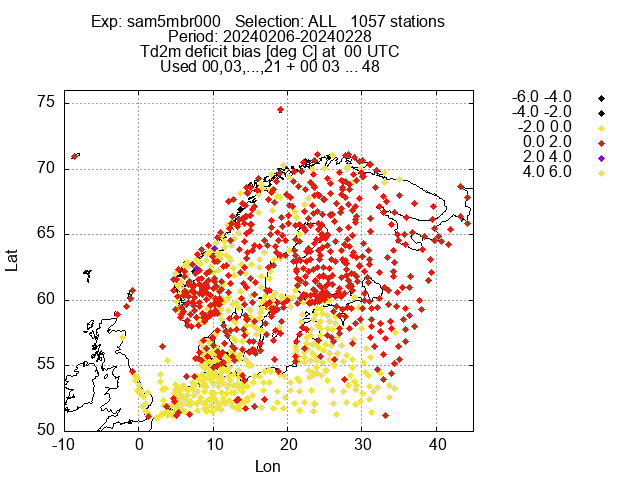 Exp: sam5mbr000   Selection: ALL   1057 stations
Period: 20240206-20240228
Td2m deficit bias [deg C] at  00 UTC
Used 00,03,...,21 + 00 03 ... 48
-6.0 -4.0
-4.0 -2.0
-2.0 0.0
0.0 2.0
2.0 4.0
4.0 6.0
75
70
65
60
55
50
Lat
-10 0 10 20 30 40
Lon